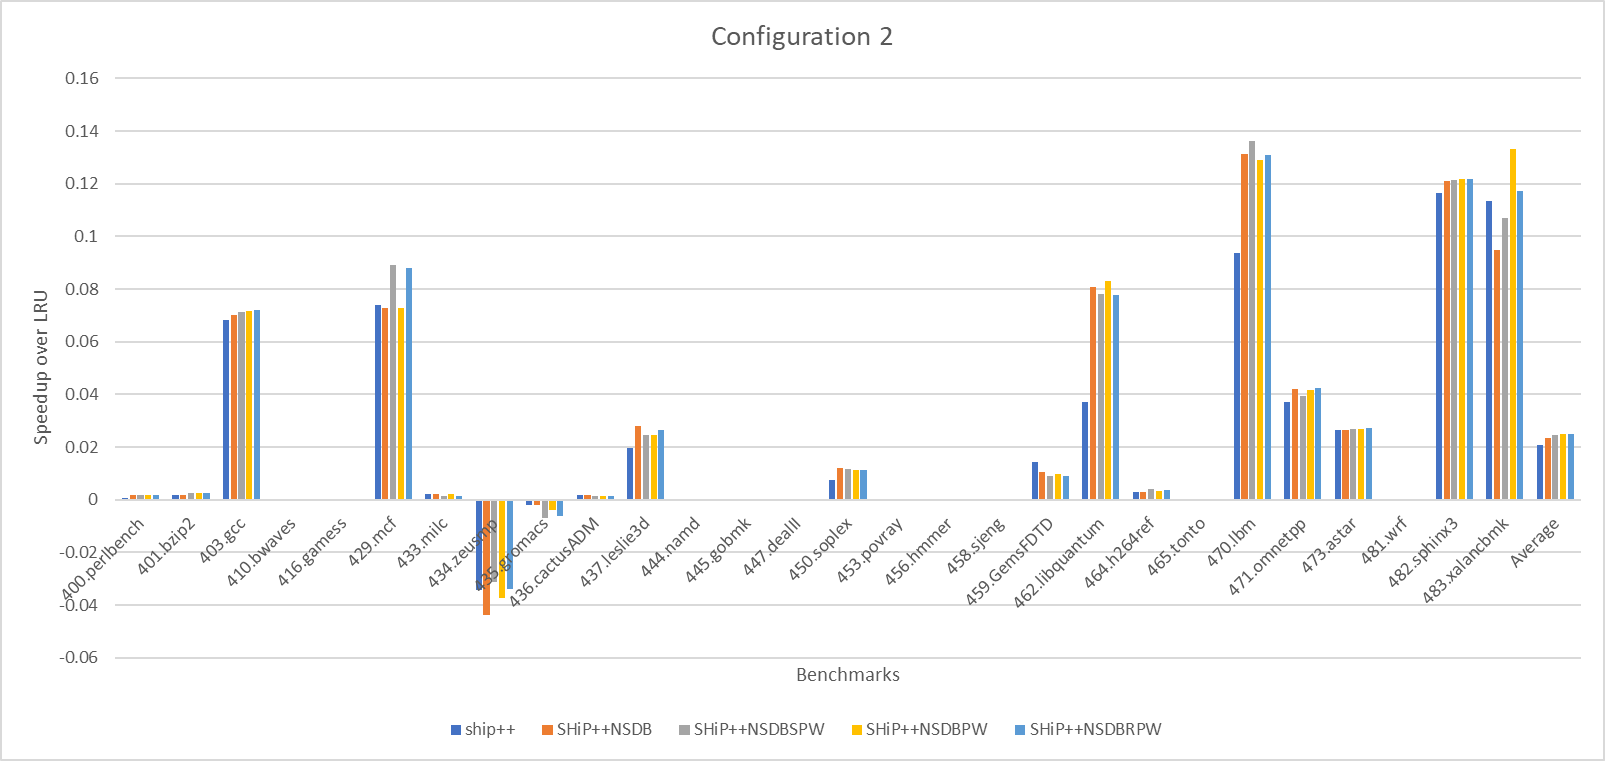 Configuration 2
0.16
0.14
0.12
0.1
0.08
0.06
0.04
0.02
0
-0.02
-0.04
-0.06
Speedup over LRU
400.perlbench
401.bzip2
403.gcc
410.bwaves
416.gamess
429.mcf
433.milc
434.zeusmp
435.gromacs
436.cactusADM
437.leslie3d
444.namd
445.gobmk
447.dealII
450.soplex
453.povray
456.hmmer
458.sjeng
459.GemsFDTD
462.libquantum
464.h264ref
465.tonto
470.lbm
471.omnetpp
473.astar
481.wrf
482.sphinx3
483.xalancbmk
Average
Benchmarks
ship++ SHiP++NSDB SHiP++NSDBSPW SHiP++NSDBPW SHiP++NSDBRPW